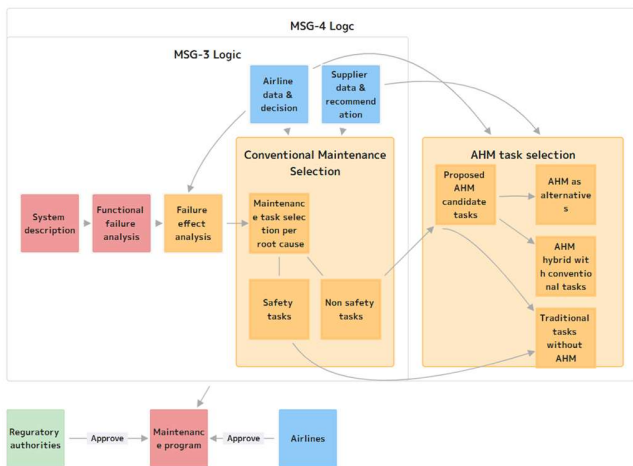 MSG-4 Logc
MSG-3 Logic
Airline
data &
decision
Supplier
data &
recommend
ation
Conventional Maintenance
Selection
AHM task selection
System
description
Functional
failure
analysis
Failure
effect
analysis
Maintenanc
e task selec
tion per
root cause
Safety
tasks
Non safety
tasks
Proposed
AHM
candidate
tasks
AHM as
alternative
s
AHM
hybrid wit
h conventio
nal tasks
Traditional
tasks
without
AHM
Reguratory
authorities
Approve
Maintenanc
e program
Approve
Airlines